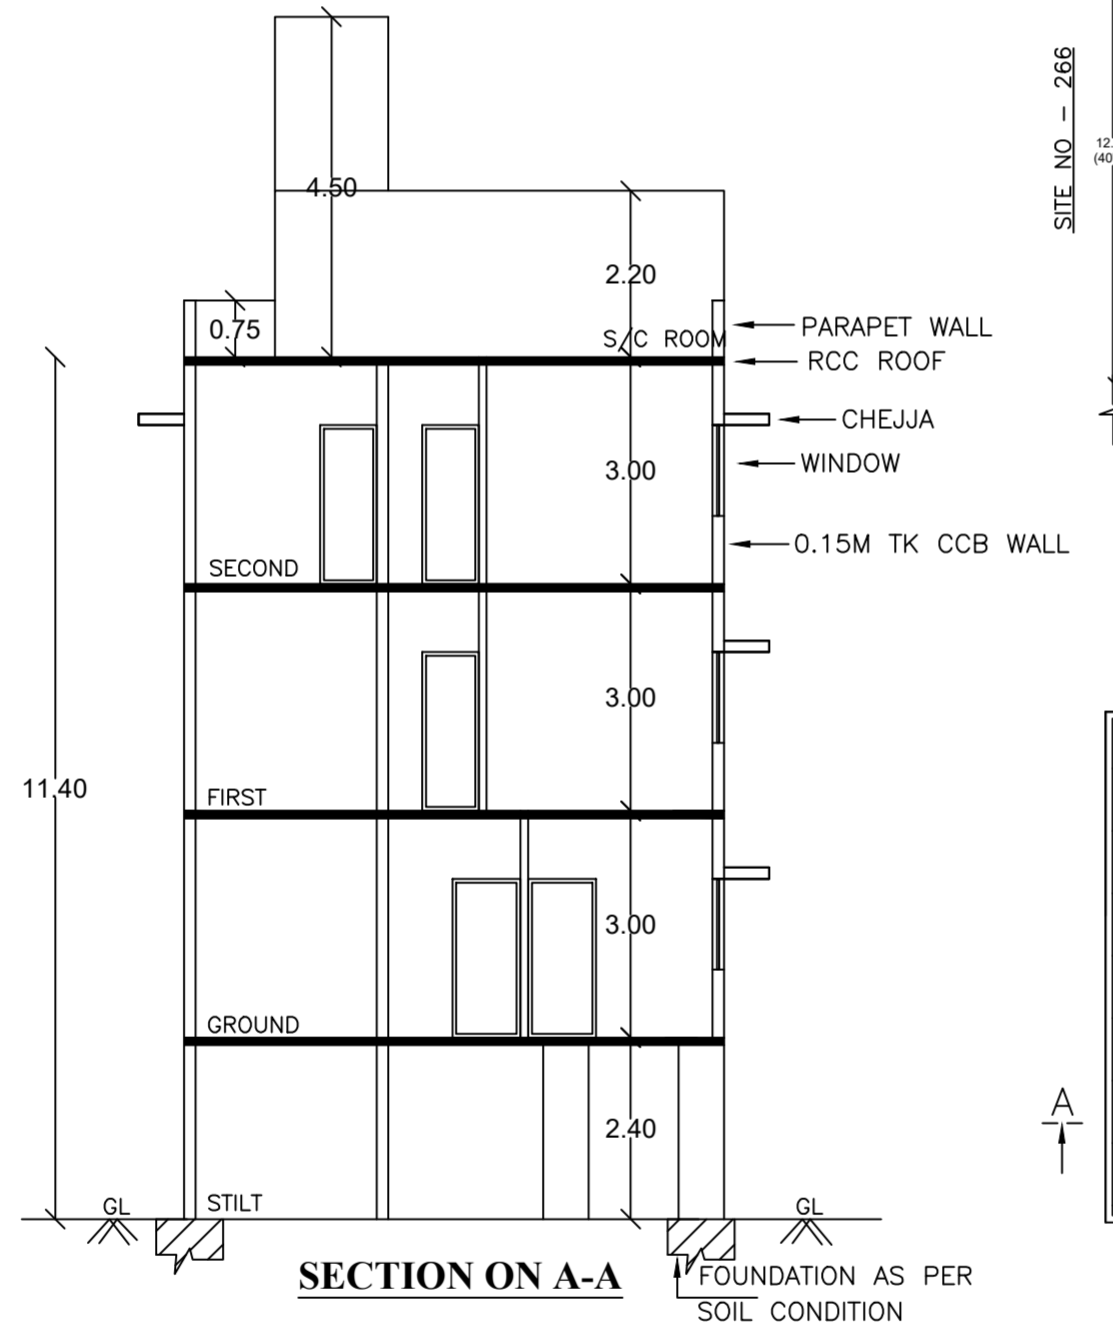 SITE NO - 266
12.
(40
4.50
2.20
0.75
S/C ROOM
PARAPET WALL
RCC ROOF
CHEJJA
WINDOW
3.00
0.15M TK CCB WALL
SECOND
3.00
11.40
FIRST
3.00
GROUND
A
2.40
STILT
GL
GL
SECTION ON A-A
FOUNDATION AS PER
SOIL CONDITION